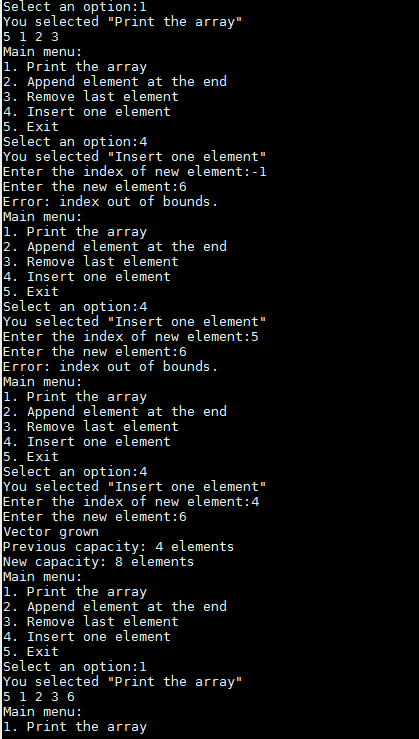 Select an option:1
You selected "Print the array"
5 1 2 3
Main menu:
1. Print the array
2. Append element at the end
3. Remove last element
4. Insert one element
5. Exit
Select an option:4
You selected "Insert one element"
Enter the index of new element:-1
Enter the new element:6
Error: index out of bounds.
Main menu:
1. Print the array
2. Append element at the end
3. Remove last element
4. Insert one element
5. Exit
Select an option:4
You selected "Insert one element"
Enter the index of new element:5
Enter the new element:6
Error: index out of bounds.
Main menu:
1. Print the array
2. Append element at the end
3. Remove last element
4. Insert one element
5. Exit
Select an option:4
You selected "Insert one element"
Enter the index of new element:4
Enter the new element:6
Vector grown
Previous capacity: 4 elements
New capacity: 8 elements
Main menu:
1. Print the array
2. Append element at the end
3. Remove last element
4. Insert one element
5. Exit
Select an option:1
You selected "Print the array"
5 1 2 3 6
Main menu:
1. Print the array